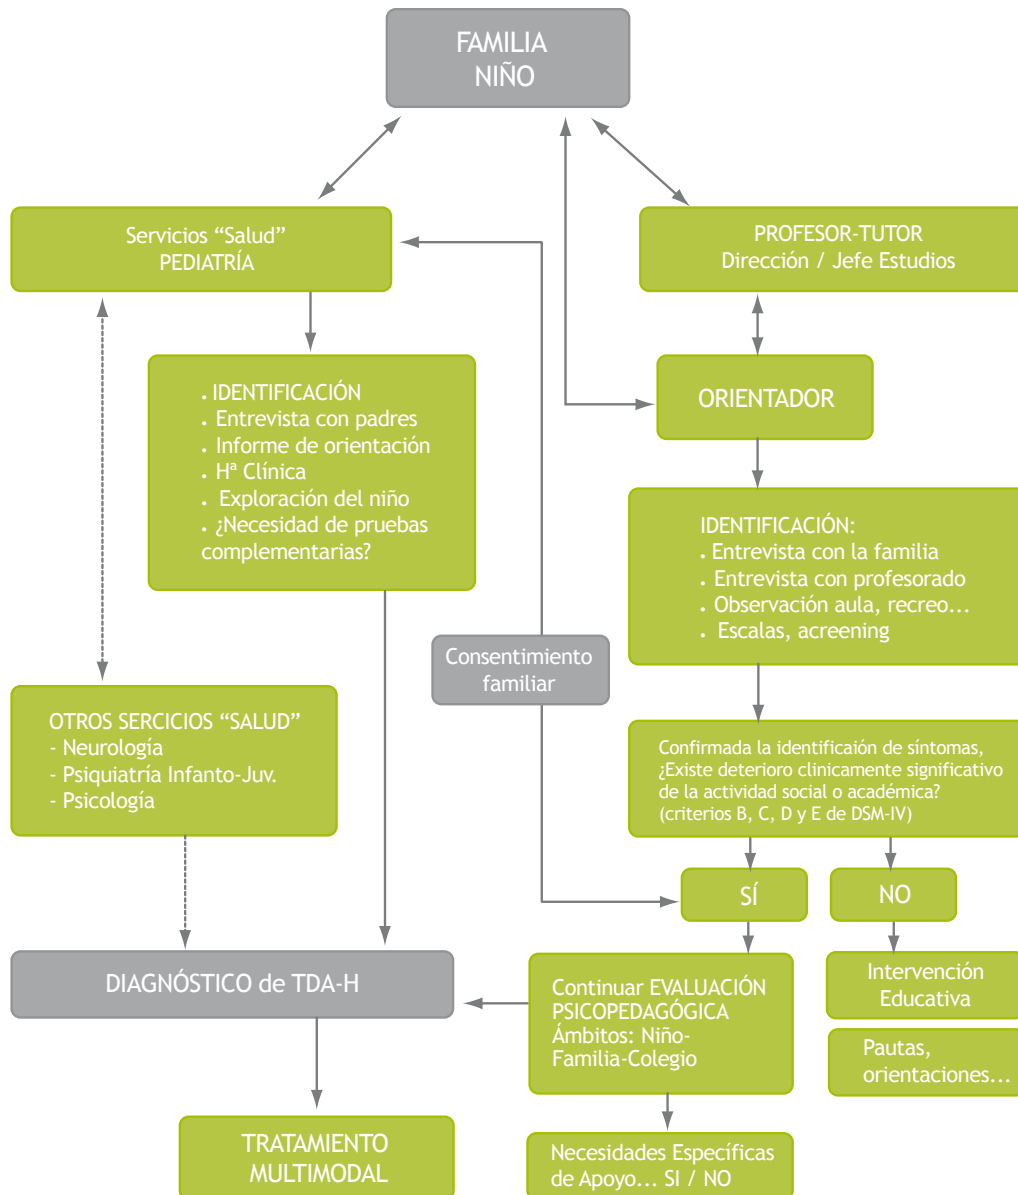 FAMILIA
NIÑO
Servicios “Salud”
PEDIATRÍA
PROFESOR-TUTOR
Dirección / Jefe Estudios
. IDENTIFICACIÓN
. Entrevista con padres
. Informe de orientación
. Hª Clínica
. Exploración del niño
. ¿Necesidad de pruebas
complementarias?
ORIENTADOR
IDENTIFICACIÓN:
. Entrevista con la familia
. Entrevista con profesorado
. Observación aula, recreo...
. Escalas, acreening
Consentimiento
familiar
OTROS SERCICIOS “SALUD”
- Neurología
- Psiquiatría Infanto-Juv.
- Psicología
Confirmada la identificaión de síntomas,
¿Existe deterioro clinicamente significativo
de la actividad social o académica?
(criterios B, C, D y E de DSM-IV)
SÍ
NO
DIAGNÓSTICO de TDA-H
Continuar EVALUACIÓN
PSICOPEDAGÓGICA
Ámbitos: Niño-
Familia-Colegio
Intervención
Educativa
Pautas,
orientaciones...
TRATAMIENTO
MULTIMODAL
Necesidades Específicas
de Apoyo... SI / NO